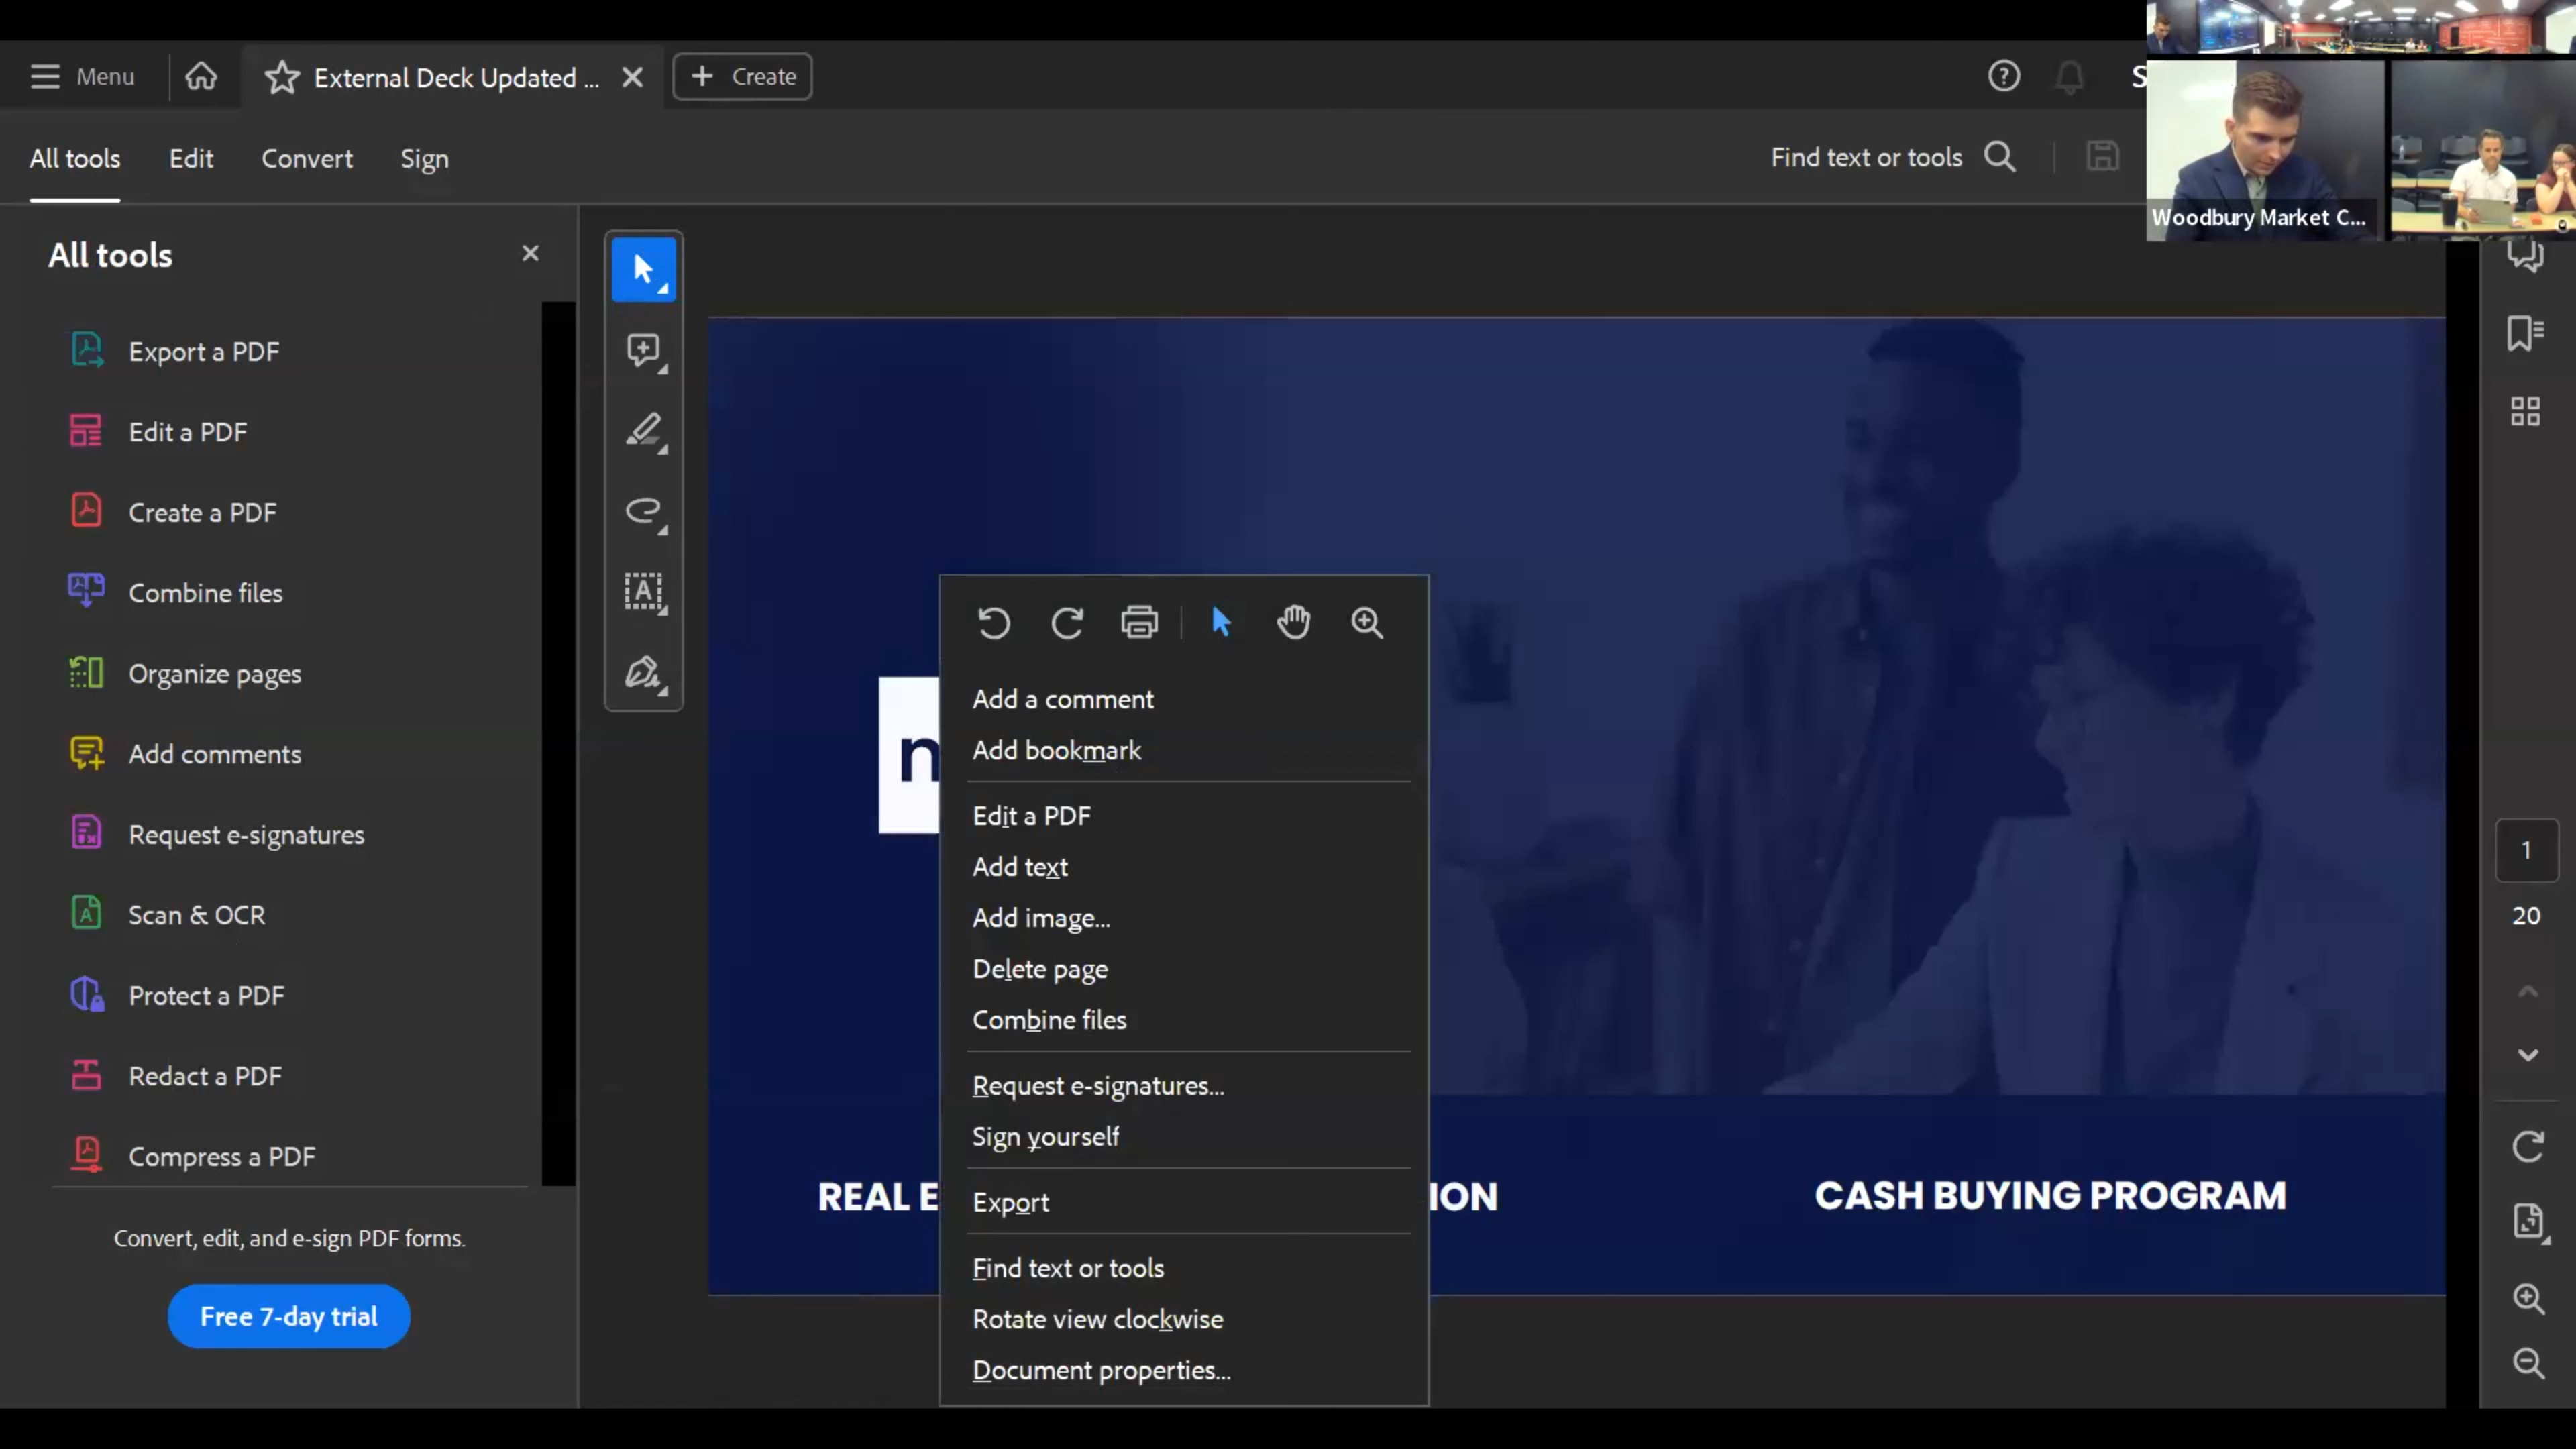 Menu
External Deck Updated ...
Create
All tools
Edit
Convert
Sign
Find text or tools
Woodbury Market C...
All tools
Export a PDF
Edit a PDF
Create a PDF
Combine files
Organize pages
Add comments
Request e-signatures
Scan & OCR
Protect a PDF
Redact a PDF
Compress a PDF
Convert, edit, and e-sign PDF forms.
Free 7-day trial
Add a comment
Add bookmark
Edit a PDF
Add text
Add image...
Delete page
Combine files
Request e-signatures...
Sign yourself
Export
Find text or tools
Rotate view clockwise
Document properties...
REAL E
ION
CASH BUYING PROGRAM
1
20